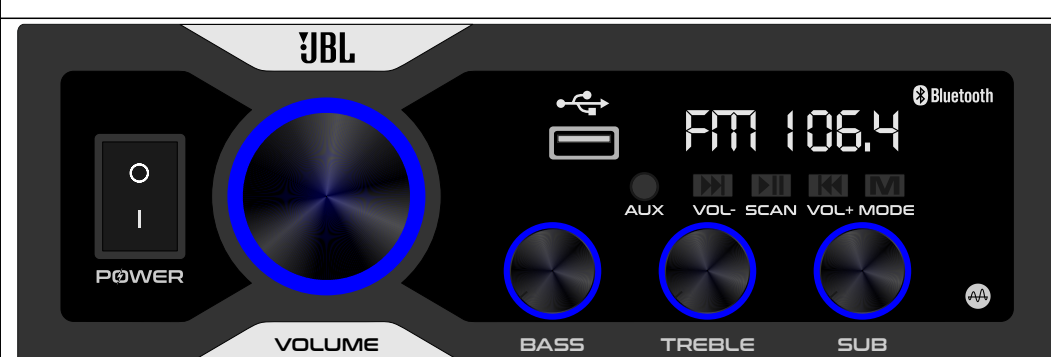 JBL
Bluetooth
FM 106.4
M
AUX VOL- SCAN VOL+ MODE
POWER
VOLUME BASS TREBLE SUB